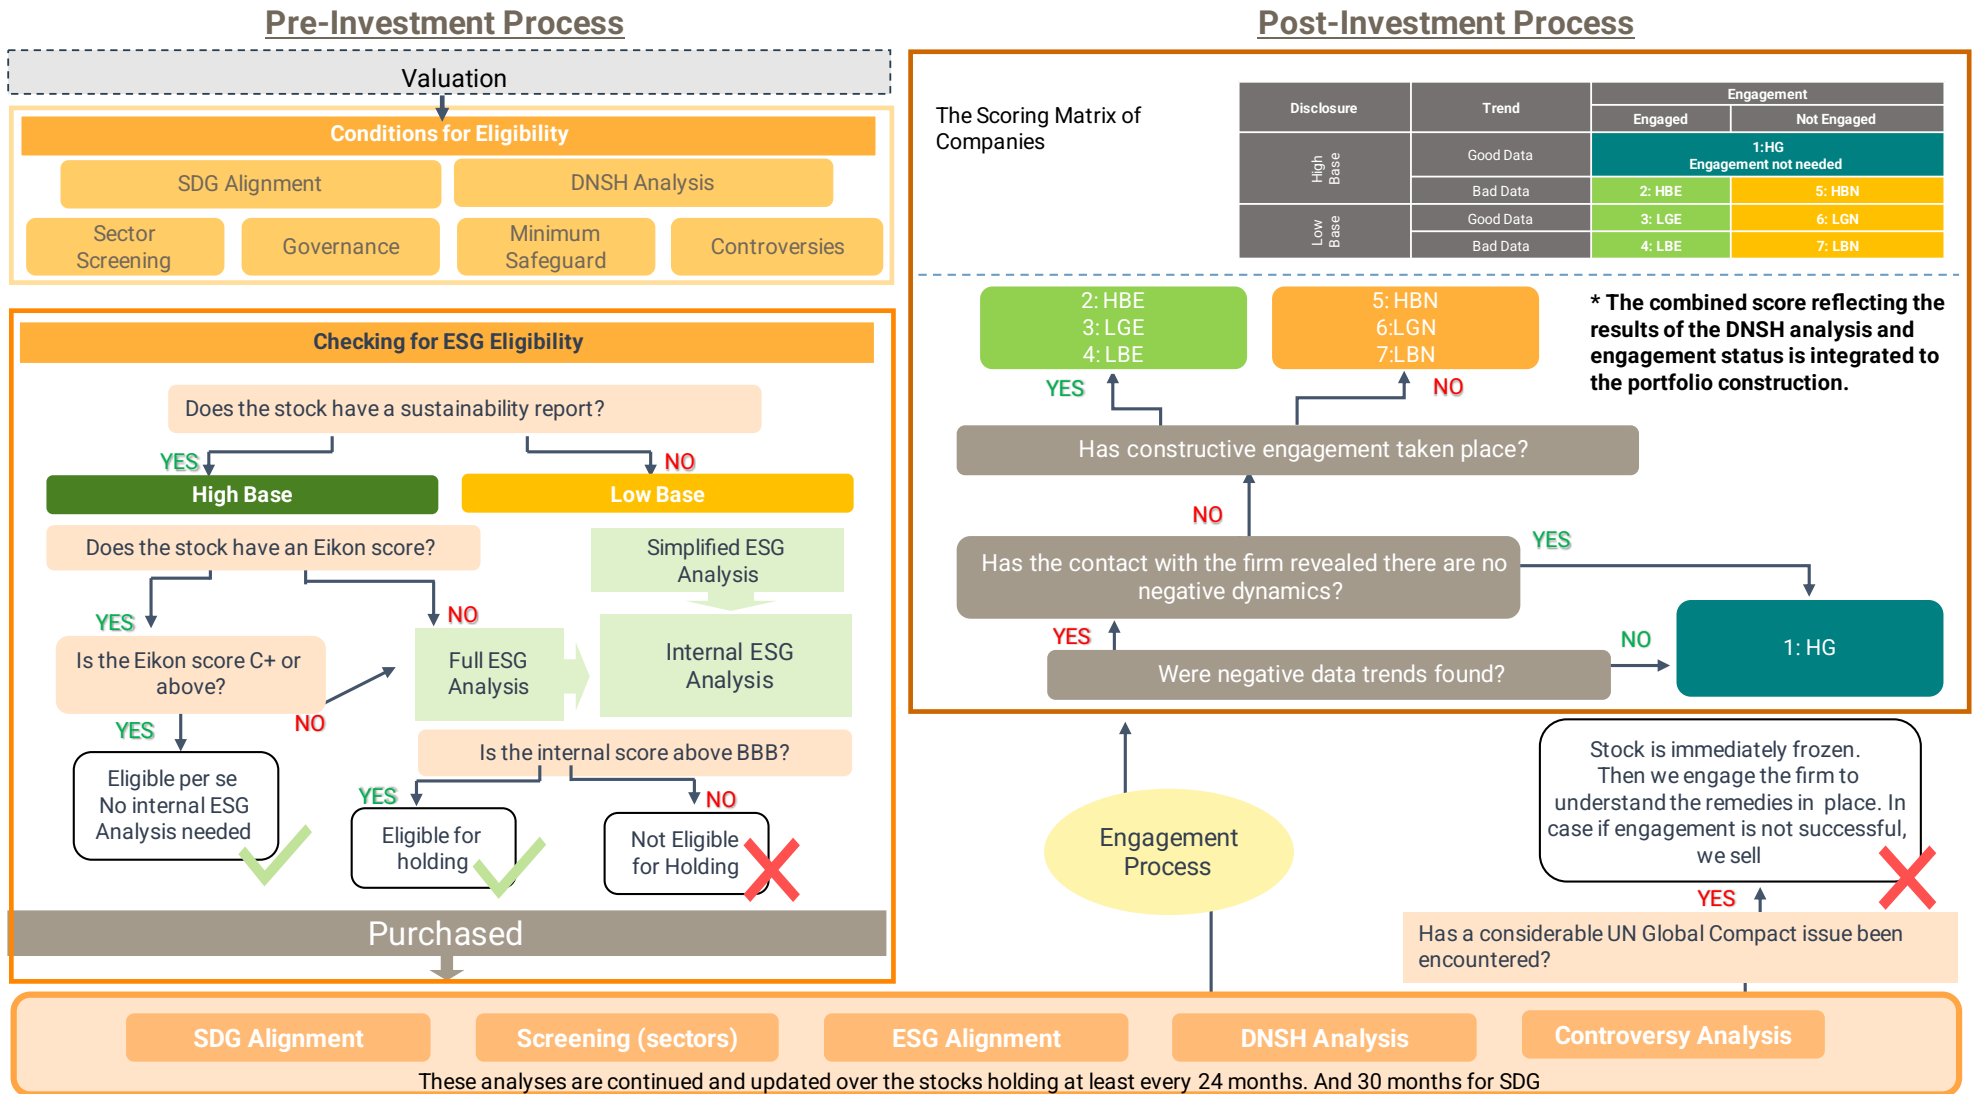 Pre-Investment Process
Valuation
Conditions for Eligibility
SDG Alignment
DNSH Analysis
Sector
Screening
Governance
Minimum
Safeguard
Controversies
Checking for ESG Eligibility
Does the stock have a sustainability report?
YES
NO
High Base
Low Base
Does the stock have an Eikon score?
Simplified ESG
Analysis
YES
NO
Is the Eikon score C+ or
above?
Full ESG
Analysis
Internal ESG
Analysis
YES
NO
Is the internal score above BBB?
Eligible per se
No internal ESG
Analysis needed
YES
NO
Eligible for
holding
Not Eligible
for Holding
Purchased
Post-Investment Process
The Scoring Matrix of
Companies
Disclosure
Trend
Engagement
Engaged
Not Engaged
High
Base
Good Data
1:HG
Engagement not needed
Bad Data
2: HBE
5: HBN
Low
Base
Good Data
3: LGE
6: LGN
Bad Data
4: LBE
7: LBN
2: HBE
3: LGE
4: LBE
5: HBN
6:LGN
7:LBN
* The combined score reflecting the
results of the DNSH analysis and
engagement status is integrated to
the portfolio construction.
YES
NO
Has constructive engagement taken place?
NO
YES
Has the contact with the firm revealed there are no
negative dynamics?
YES
NO
1: HG
Were negative data trends found?
Engagement
Process
Stock is immediately frozen.
Then we engage the firm to
understand the remedies in place. In
case if engagement is not successful,
we sell
YES
Has a considerable UN Global Compact issue been
encountered?
SDG Alignment
Screening (sectors)
ESG Alignment
DNSH Analysis
Controversy Analysis
These analyses are continued and updated over the stocks holding at least every 24 months. And 30 months for SDG